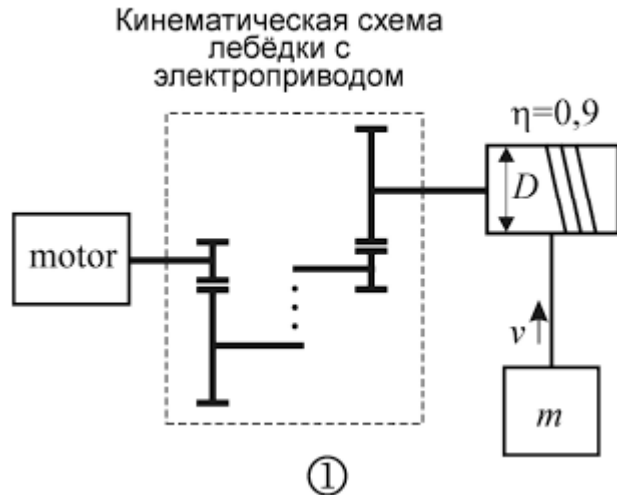 Кинематическая схема
лебёдки с
электроприводом
η=0,9
D
motor
v
m
①